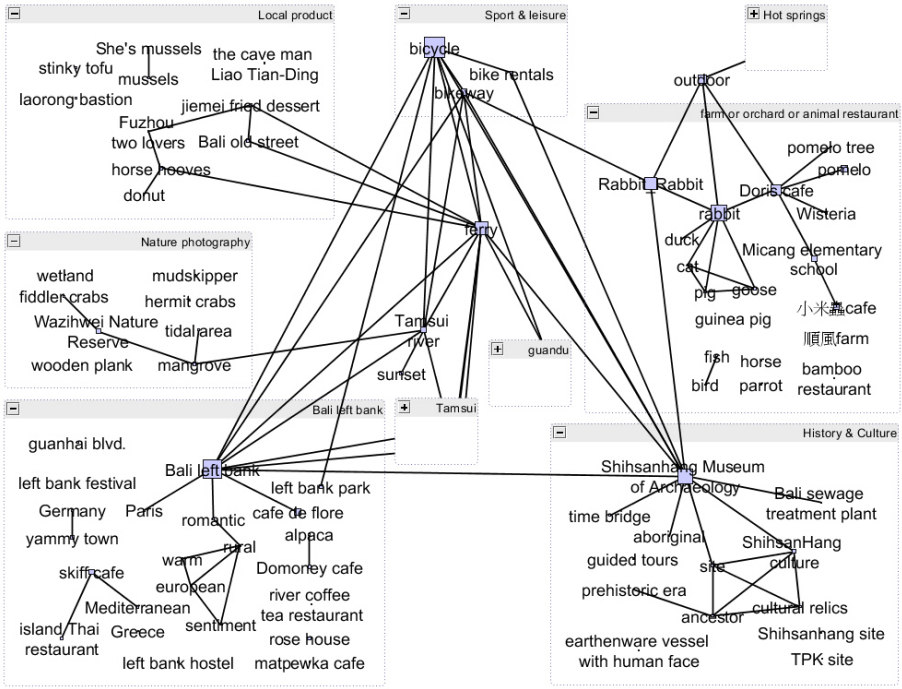 Local product
She's mussels
stinky tofu
mussels
the cave man
Liao Tian-Ding
laorong bastion
jiemei fried dessert
Fuzhou
two lovers
Bali old street
horse hooves
donut
Sport & leisure
bicycle
bike rentals
bikeway
Hot springs
outdoor
farm or orchard or animal restaurant
pomelo tree
pomelo
Rabbit_Rabbit
Doris cafe
rabbit
Wisteria
duck
Micang elementary
school
cat
pig
goose
小米蟲cafe
guinea pig
順風farm
fish
horse
bird
parrot
bamboo
restaurant
ferry
Nature photography
wetland
mudskipper
fiddler crabs
hermit crabs
Wazihwei Nature
Reserve
tidal area
wooden plank
mangrove
Tamsui
river
sunset
guandu
Tamsui
Bali left bank
guanhai blvd.
Bali left bank
left bank festival
left bank park
Germany
Paris
romantic
cafe de flore
yammy town
alpaca
rural
warm
Domoney cafe
skiff cafe
european
river coffee
Mediterranean
tea restaurant
island Thai
restaurant
Greece
sentiment
rose house
left bank hostel
matpewka cafe
History & Culture
Shihsanhang Museum
of Archaeology
Bali sewage
treatment plant
time bridge
aboriginal
ShihsanHang
culture
guided tours
site
prehistoric era
ancestor
cultural relics
earthenware vessel
with human face
Shihsanhang site
TPK site